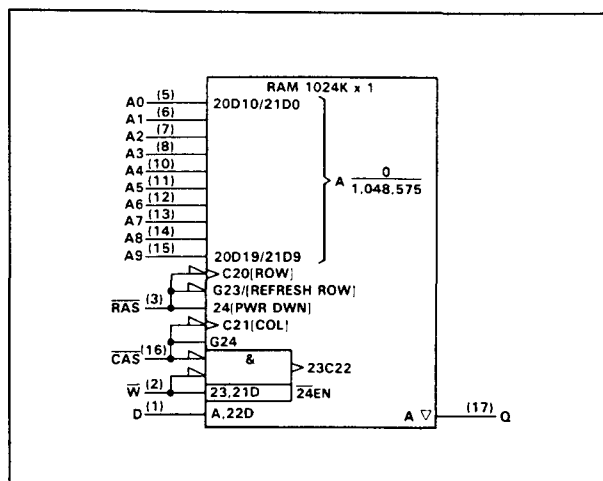 RAM 1024K x 1
A0 (5) 20D10/21D0
A1 (6)
A2 (7)
A3 (8)
A4 (10)
A5 (11)
A6 (12)
A7 (13)
A8 (14)
A9 (15) 20D19/21D9
A 0
1,048,575
C20[ROW]
G23/[REFRESH ROW]
RAS (3) 24[PWR DWN]
C21[COL]
G24
CAS (16) & 23C22
W (2) 23,21D 24EN
D (1) A,22D
A ▽ (17) Q